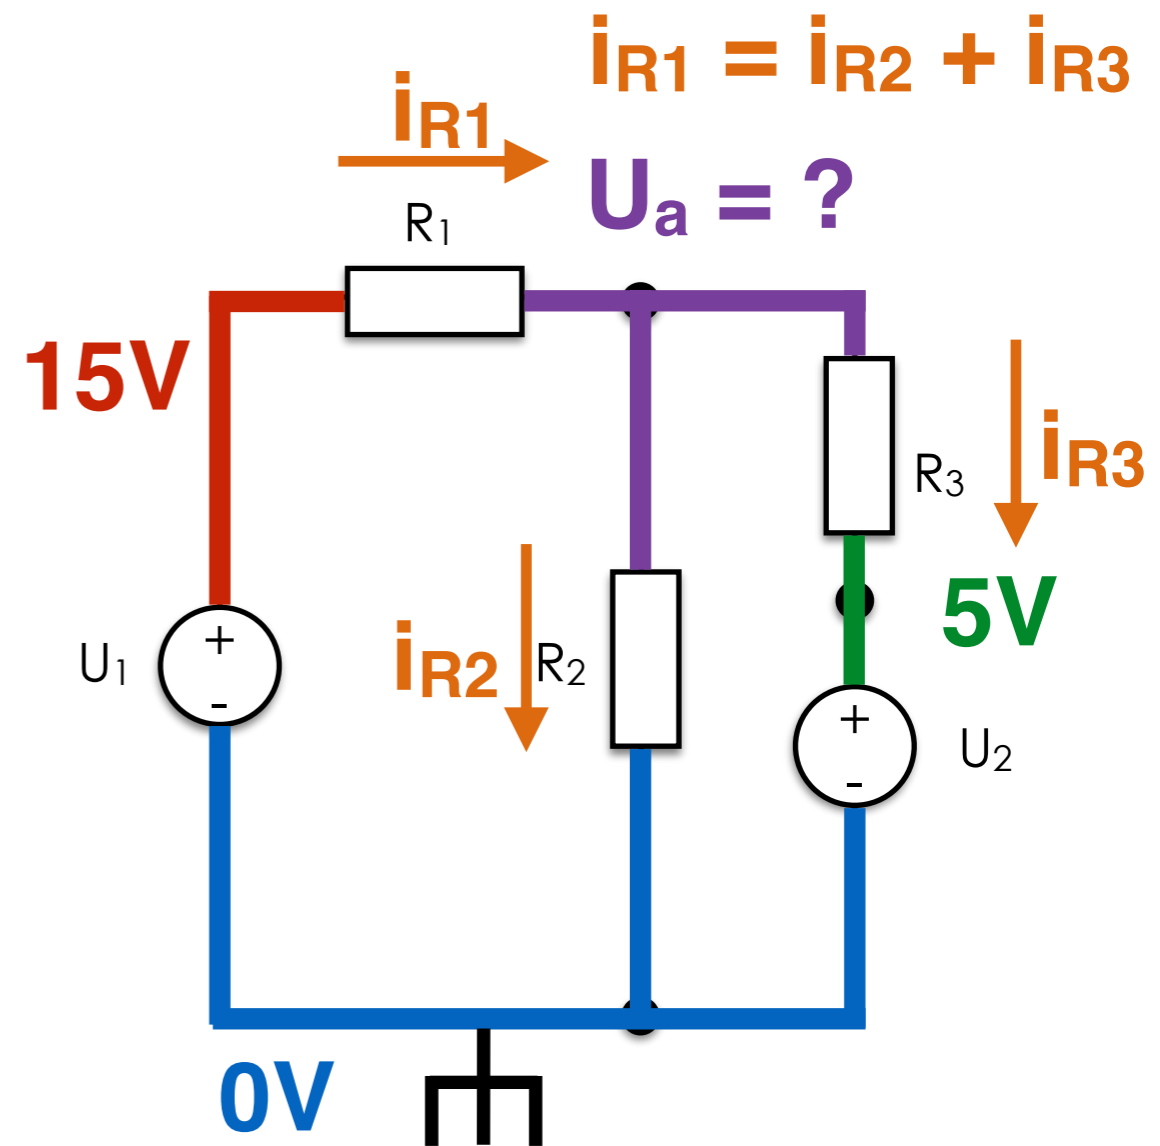 iR1 = iR2 + iR3
iR1
Ua = ?
R1
15V
iR3
R3
5V
iR2
R2
U1
+
-
+
-
U2
0V